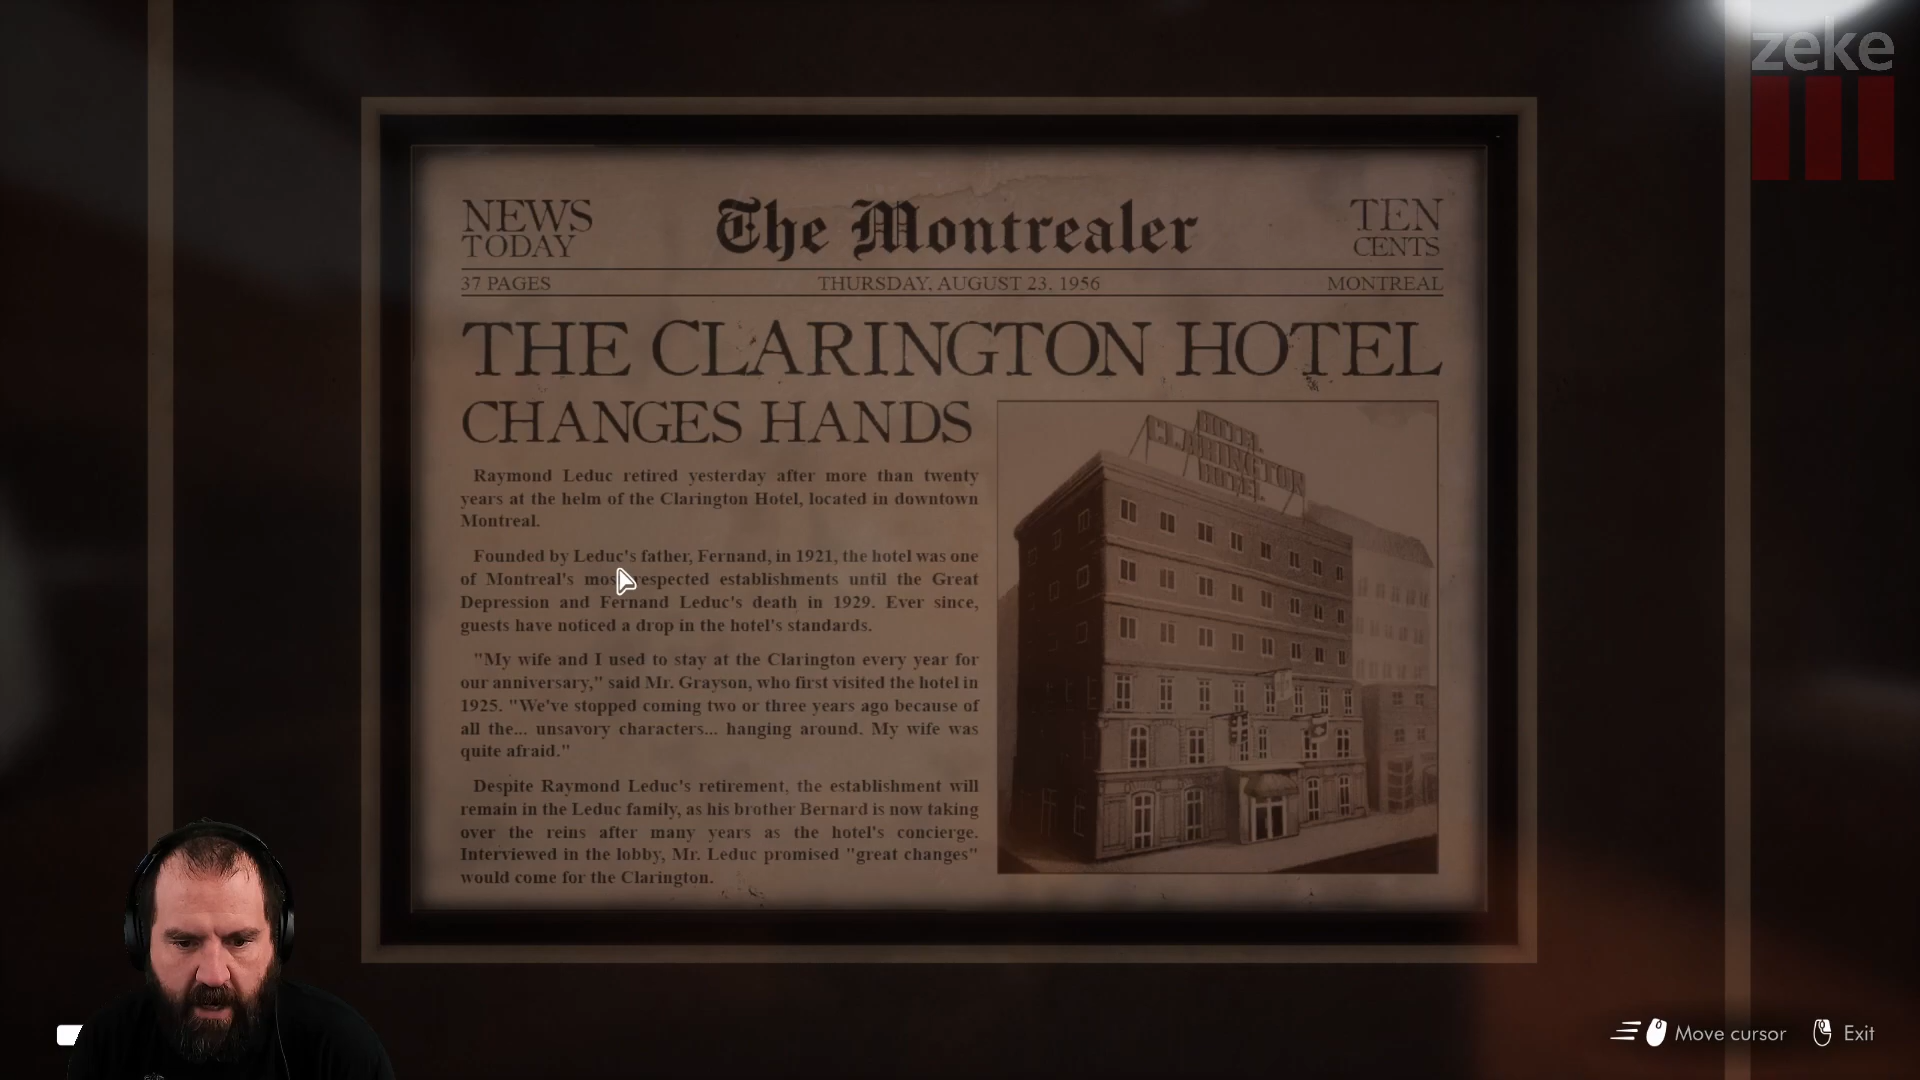 zeke
NEWS
TODAY
The Montrealer
TEN
CENTS
37 PAGES
THURSDAY, AUGUST 23, 1956
MONTREAL
THE CLARINGTON HOTEL
CHANGES HANDS
Raymond Leduc retired yesterday after more than twenty
years at the helm of the Clarington Hotel, located in downtown
Montreal.
Founded by Leduc's father, Fernand, in 1921, the hotel was one
of Montreal's most respected establishments until the Great
Depression and Fernand Leduc's death in 1929. Ever since,
guests have noticed a drop in the hotel's standards.
"My wife and I used to stay at the Clarington every year for
our anniversary," said Mr. Grayson, who first visited the hotel in
1925. "We've stopped coming two or three years ago because of
all the... unsavory characters... hanging around. My wife was
quite afraid."
Despite Raymond Leduc's retirement, the establishment will
remain in the Leduc family, as his brother Bernard is now taking
over the reins after many years as the hotel's concierge.
Interviewed in the lobby, Mr. Leduc promised "great changes"
would come for the Clarington.
HOTEL
CLARINGTON
HOTEL
Move cursor
Exit